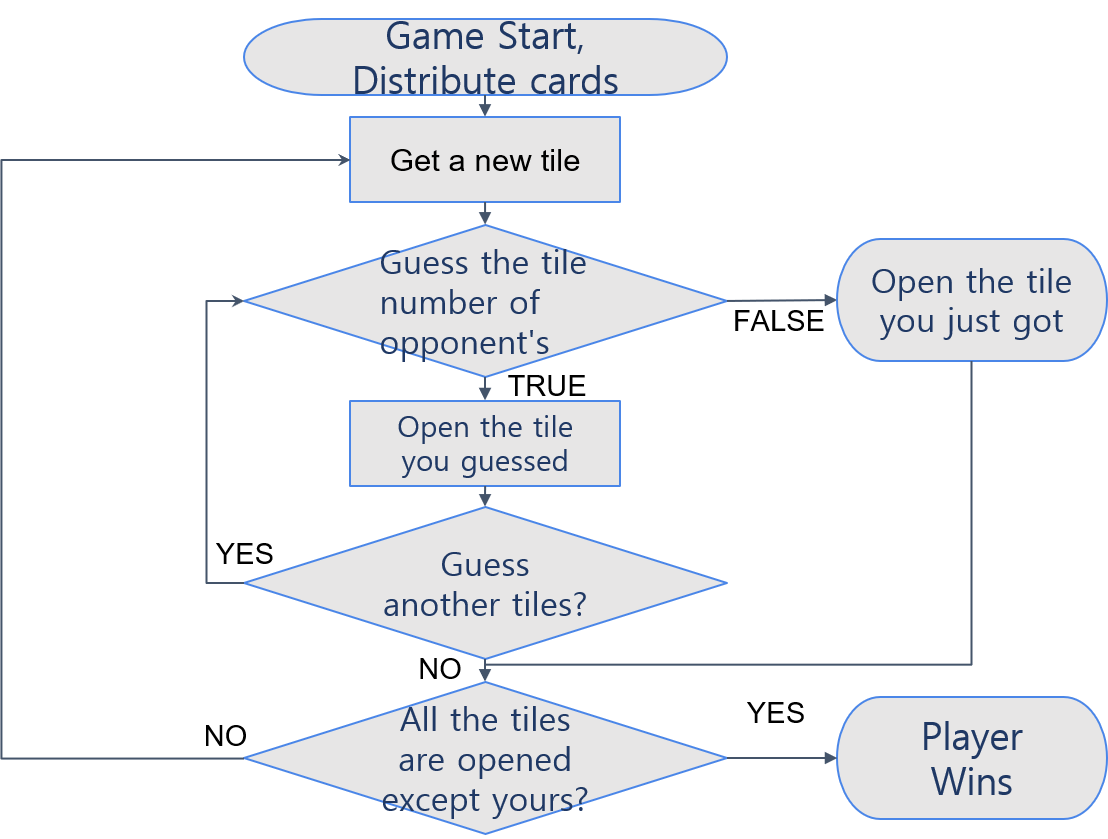 Game Start,
Distribute cards
Get a new tile
Guess the tile
number of
opponent's
FALSE
Open the tile
you just got
TRUE
Open the tile
you guessed
YES
Guess
another tiles?
NO
All the tiles
are opened
except yours?
NO
YES
Player
Wins